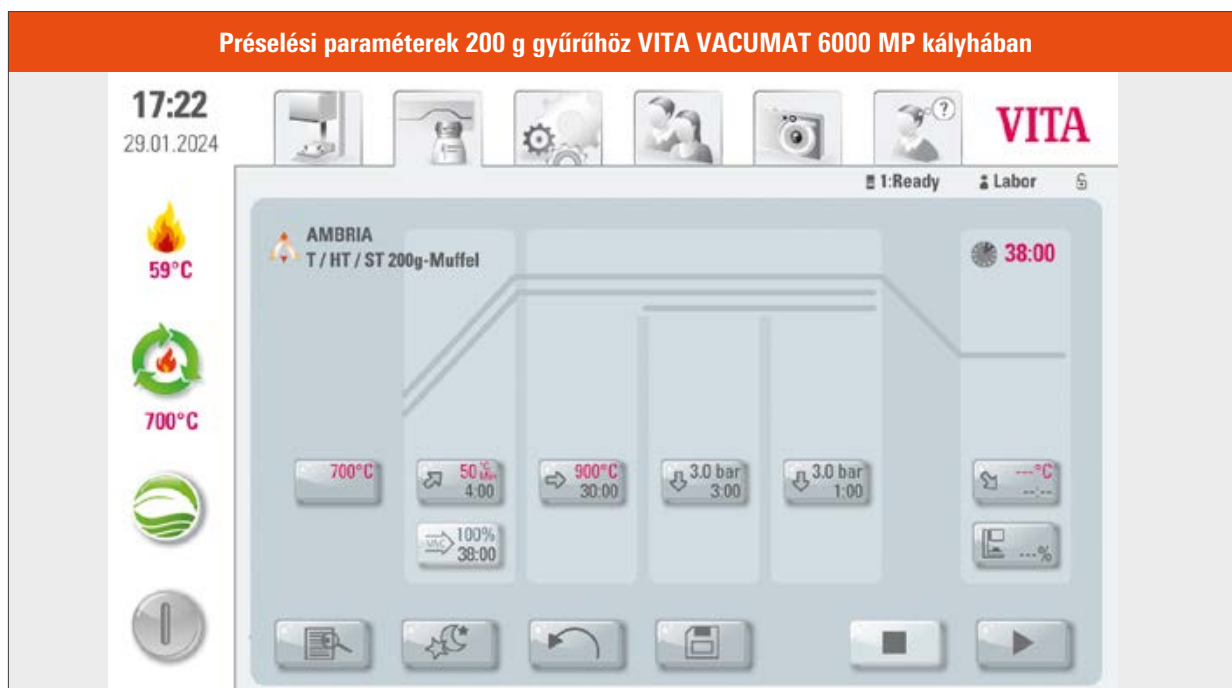 Préselési paraméterek 200 g gyűrűhöz VITA VACUMAT 6000 MP kályhában
17:22
29.01.2024
?
VITA
1:Ready
Labor
AMBRIA
T / HT / ST 200g-Muffel
38:00
59°C
700°C
700°C
50 °C/Min
4:00
900°C
30:00
3.0 bar
3:00
3.0 bar
1:00
---°C
--:--
VAC
100%
38:00
---%